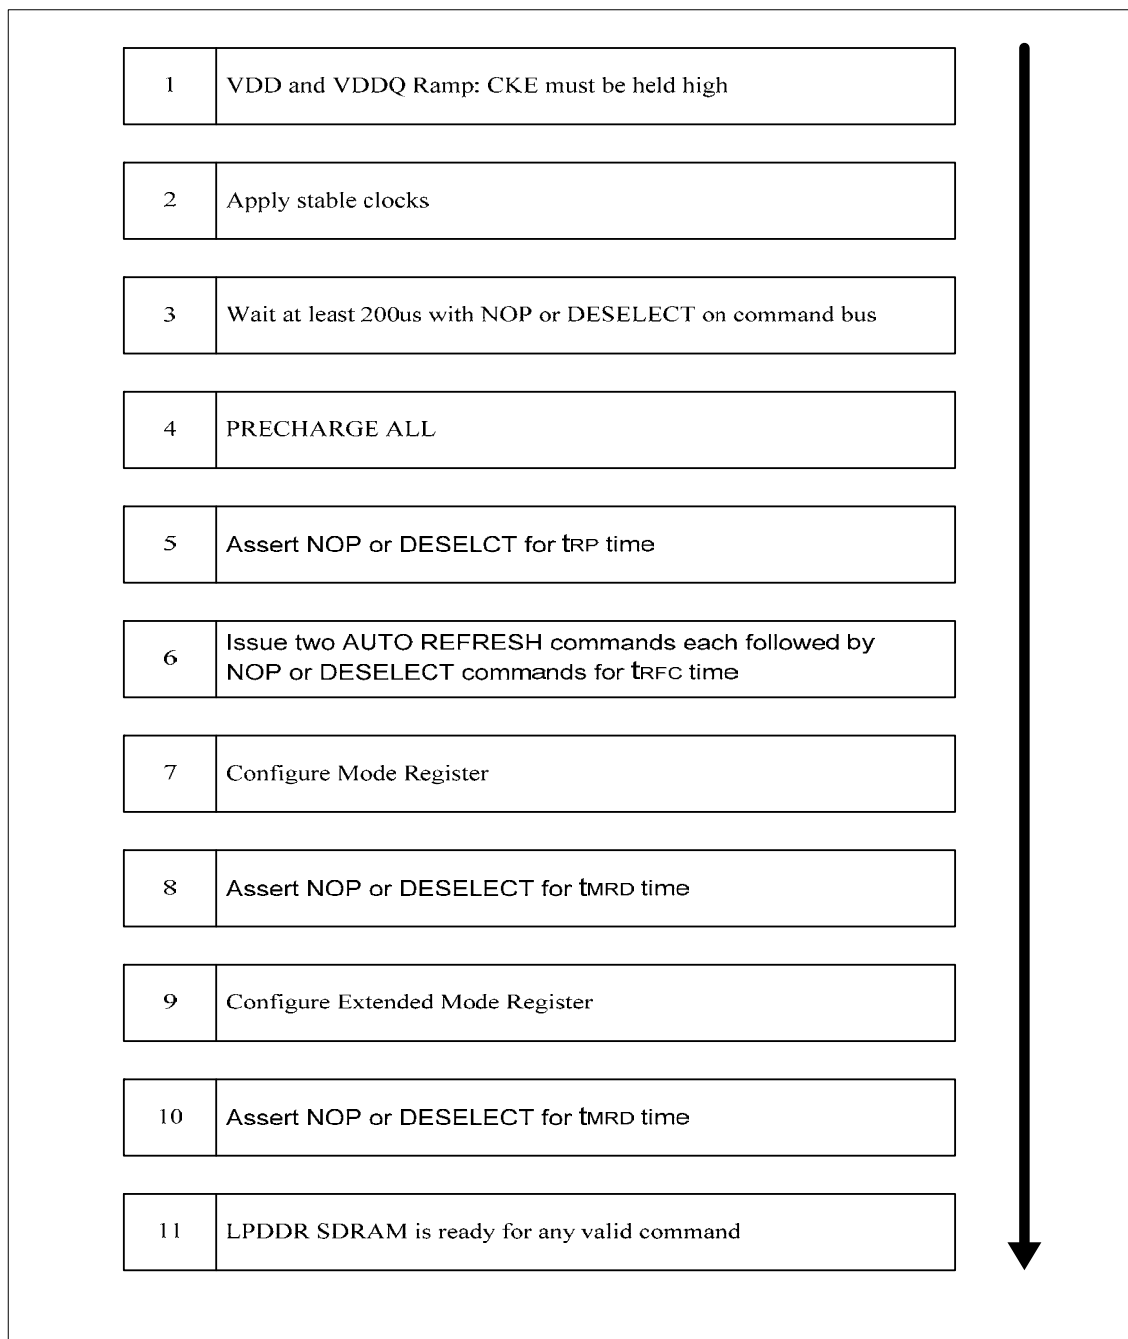 1 VDD and VDDQ Ramp: CKE must be held high
2 Apply stable clocks
3 Wait at least 200us with NOP or DESELECT on command bus
4 PRECHARGE ALL
5 Assert NOP or DESELCT for tRP time
6 Issue two AUTO REFRESH commands each followed by
NOP or DESELECT commands for tRFC time
7 Configure Mode Register
8 Assert NOP or DESELECT for tMRD time
9 Configure Extended Mode Register
10 Assert NOP or DESELECT for tMRD time
11 LPDDR SDRAM is ready for any valid command